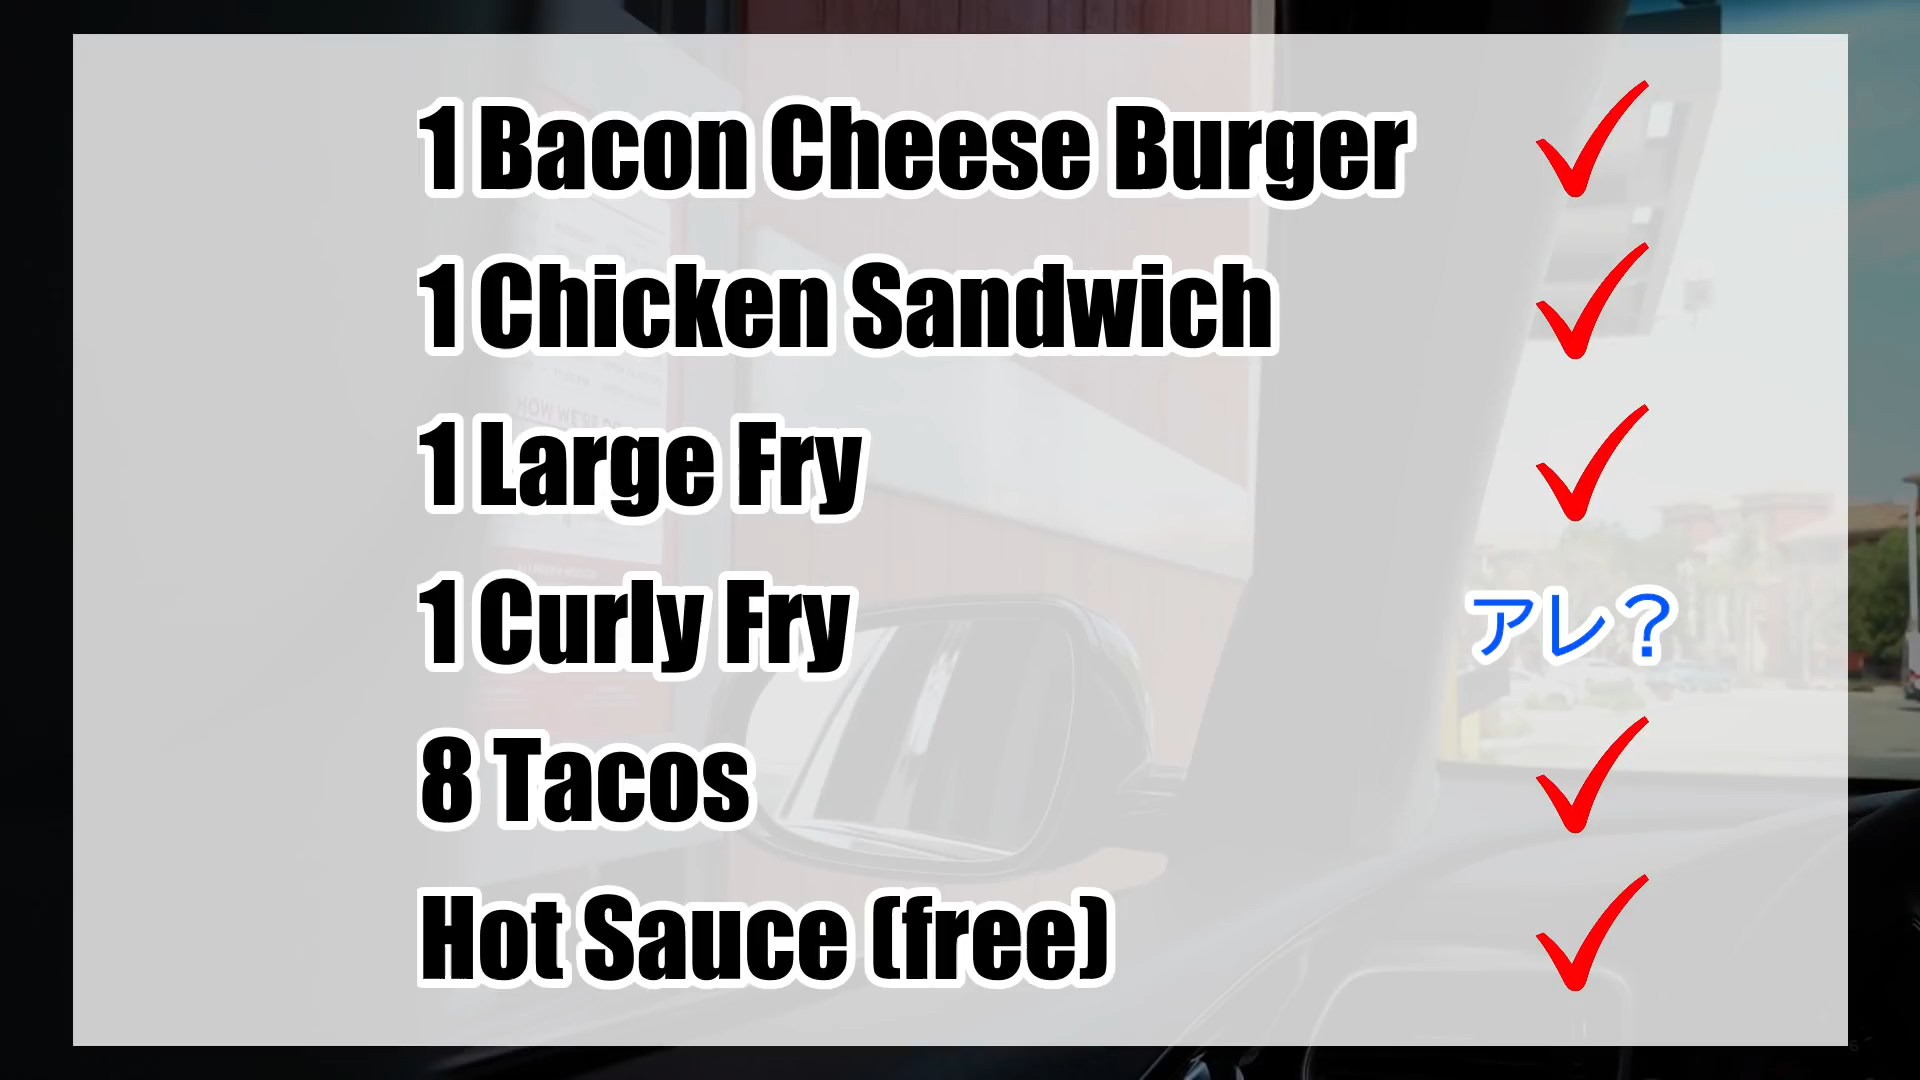 1 Bacon Cheese Burger
1 Chicken Sandwich
1 Large Fry
1 Curly Fry
アレ?
8 Tacos
Hot Sauce (free)